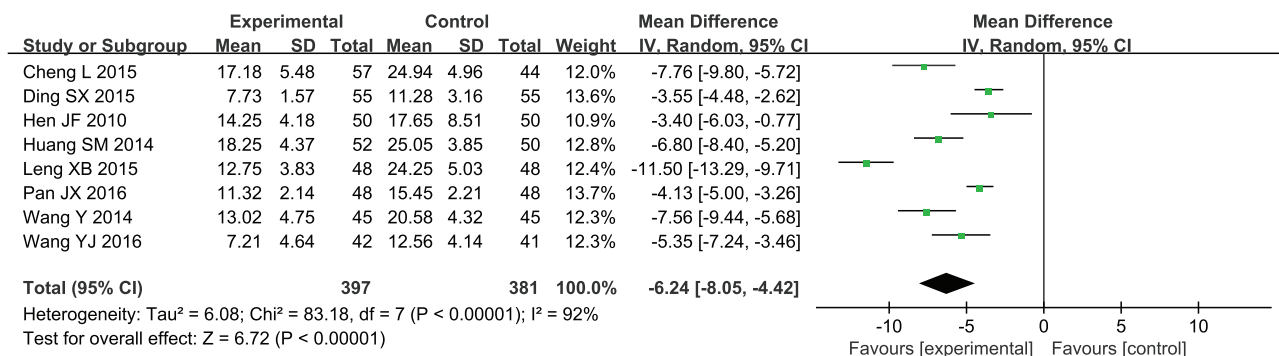 Experimental Control Mean Difference Mean Difference
Study or Subgroup Mean SD Total Mean SD Total Weight IV, Random, 95% CI IV, Random, 95% CI
Cheng L 2015 17.18 5.48 57 24.94 4.96 44 12.0% -7.76 [-9.80, -5.72]
Ding SX 2015 7.73 1.57 55 11.28 3.16 55 13.6% -3.55 [-4.48, -2.62]
Hen JF 2010 14.25 4.18 50 17.65 8.51 50 10.9% -3.40 [-6.03, -0.77]
Huang SM 2014 18.25 4.37 52 25.05 3.85 50 12.8% -6.80 [-8.40, -5.20]
Leng XB 2015 12.75 3.83 48 24.25 5.03 48 12.4% -11.50 [-13.29, -9.71]
Pan JX 2016 11.32 2.14 48 15.45 2.21 48 13.7% -4.13 [-5.00, -3.26]
Wang Y 2014 13.02 4.75 45 20.58 4.32 45 12.3% -7.56 [-9.44, -5.68]
Wang YJ 2016 7.21 4.64 42 12.56 4.14 41 12.3% -5.35 [-7.24, -3.46]
Total (95% CI) 397 381 100.0% -6.24 [-8.05, -4.42]
Heterogeneity: Tau² = 6.08; Chi² = 83.18, df = 7 (P < 0.00001); I² = 92%
Test for overall effect: Z = 6.72 (P < 0.00001)
-10 -5 0 5 10
Favours [experimental] Favours [control]